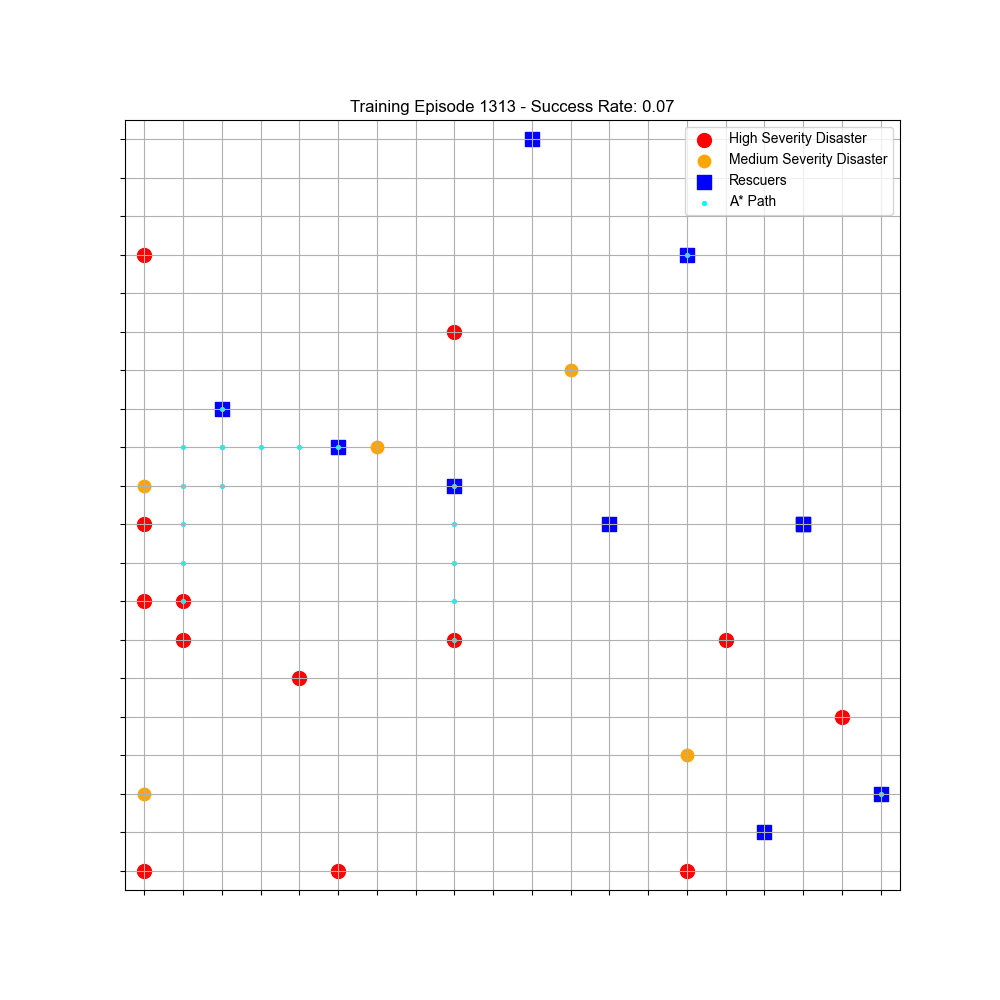 Training Episode 1313 - Success Rate: 0.07
High Severity Disaster
Medium Severity Disaster
Rescuers
A* Path